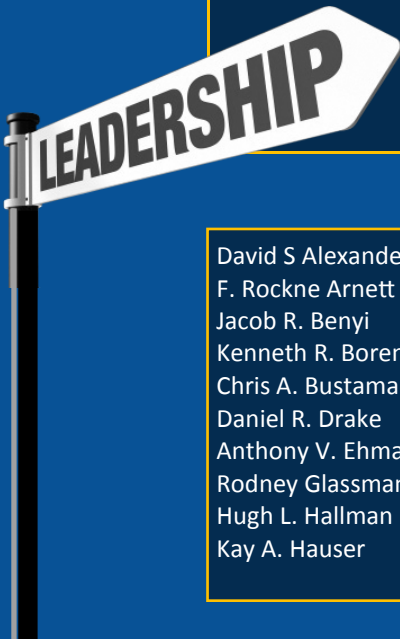 LEADERSHIP
David S Alexande
F. Rockne Arnett
Jacob R. Benyi
Kenneth R. Boren
Chris A. Bustama
Daniel R. Drake
Anthony V. Ehma
Rodney Glassman
Hugh L. Hallman
Kay A. Hauser